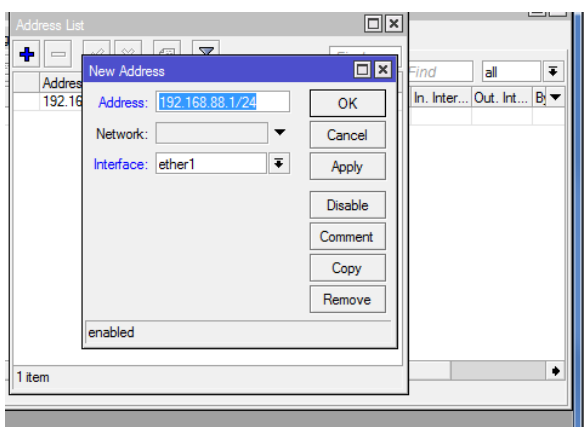 Address List
Find
New Address
Find
all
Addres
In. Inter... Out. Int...
192.16
Address: 192.168.88.1/24
OK
Network:
Cancel
Interface: ether1
Apply
Disable
Comment
Copy
Remove
enabled
1 item